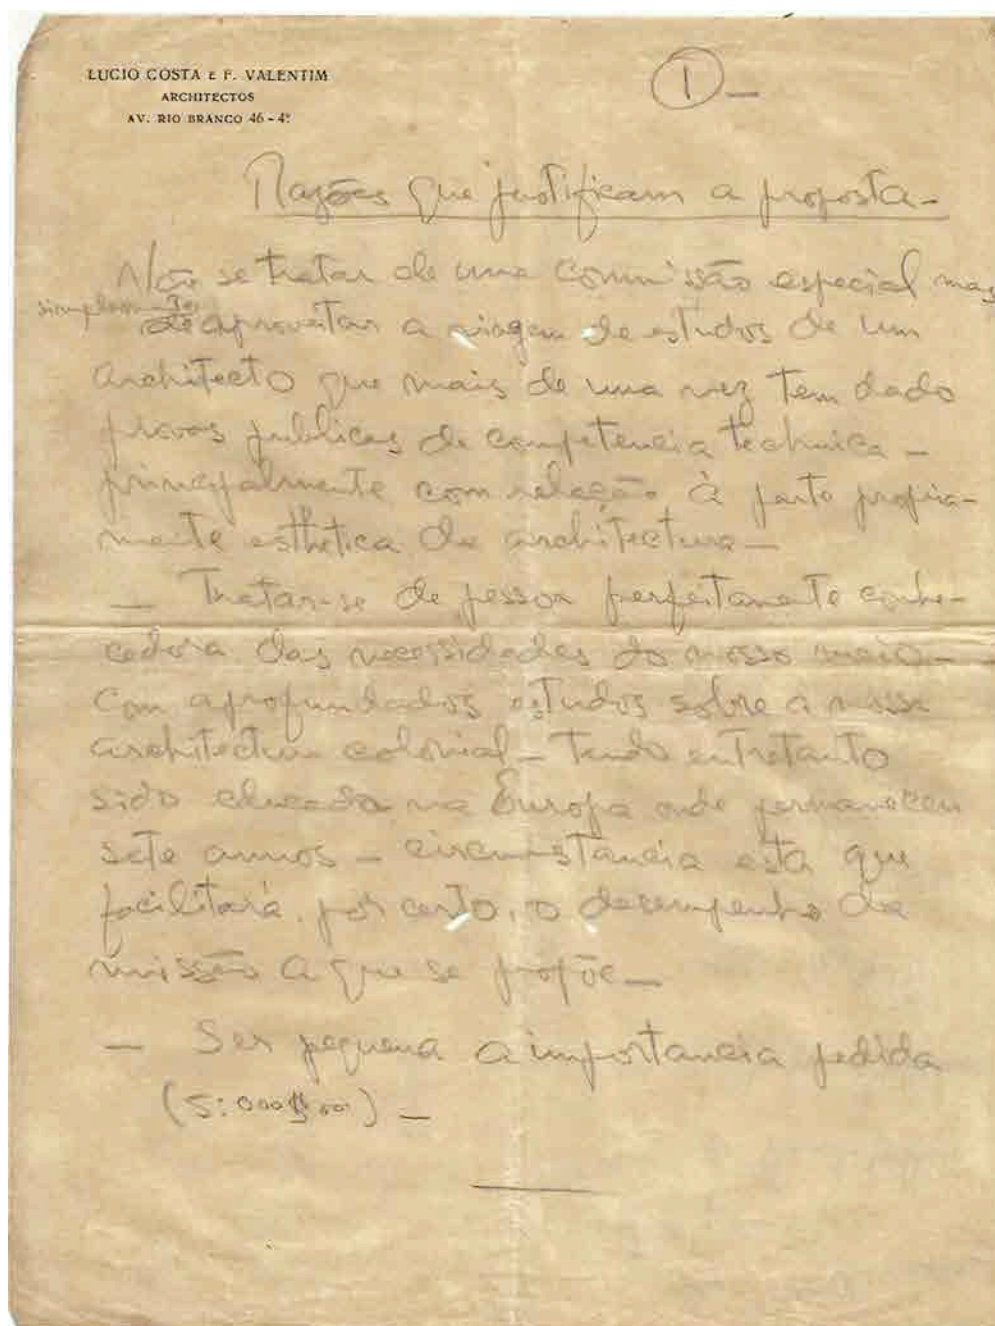 LUCIO COSTA E F. VALENTIM
ARCHITECTOS
AV. RIO BRANCO 46 - 4º
1 —
Razões que justificam a proposta —
Não se tratar de uma commissão especial mas
simplesmente
de aproveitar a viagem de estudos de um
architecto que mais de uma vez tem dado
provas publicas de competencia technica —
principalmente com relação à parte propria-
mente esthetica da architectura —
— Tratar-se de pessoa perfeitamente conhe-
cedora das necessidades do nosso meio —
com aprofundados estudos sobre a nossa
architectura colonial — tendo entretanto
sido educada na Europa onde permaneceu
sete annos — circumstancia esta que
facilitará, por certo, o desempenho da
missão a que se propõe —
— Ser pequena a importancia pedida
(5:000$000) —